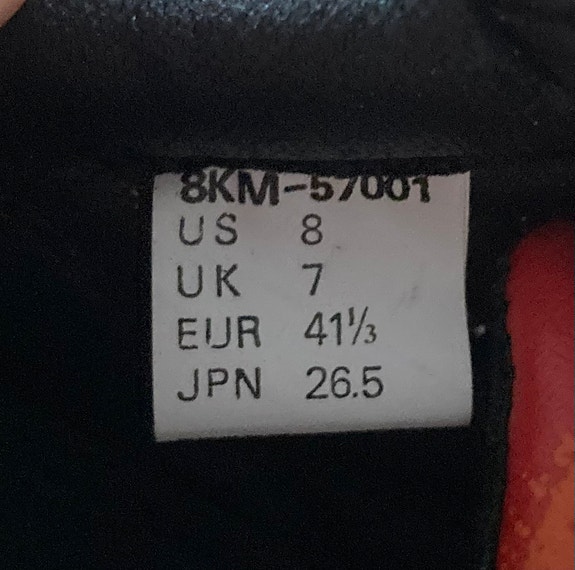 8KM-57001
US 8
UK 7
EUR 41⅓
JPN 26.5